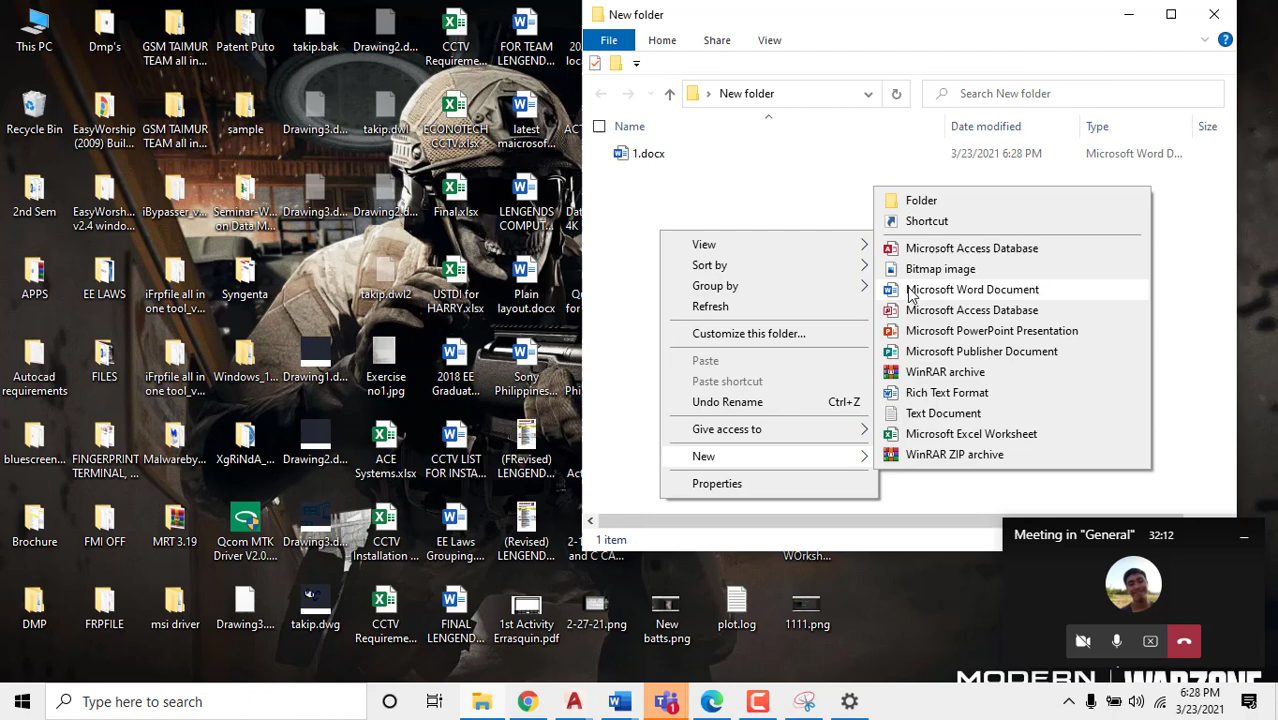 This PC
Dmp's
GSM TAIMUR
TEAM all in...
Patent Puto
takip.bak
Drawing2.d...
CCTV
Requireme...
FOR TEAM
LENGEND...
Recycle Bin
EasyWorship
(2009) Buil...
GSM TAIMUR
TEAM all in...
sample
Drawing3.d...
takip.dwl
ECONOTECH
CCTV.xlsx
latest
maicrosof...
2nd Sem
EasyWorsh...
v2.4 windo...
iBypasser_v...
Seminar-W...
on Data M...
Drawing3.d...
Drawing2.d...
Final.xlsx
LENGENDS
COMPUT...
APPS
EE LAWS
iFrpfile all in
one tool_v...
Syngenta
takip.dwl2
USTDI for
HARRY.xlsx
Plain
layout.docx
Autocad
requirements
FILES
iFrpfile all in
one tool_v...
Windows_1...
Drawing1.d...
Exercise
no1.jpg
2018 EE
Graduat...
Sony
Philippines...
bluescreen...
FINGERPRINT
TERMINAL, ...
Malwareby...
XgRiNdA_...
Drawing2.d...
ACE
Systems.xlsx
LIST OF CCTV
FOR INSTA...
(FRevised)
LENGEND...
Brochure
FMI OFF
MRT 3.19
Qcom MTK
Driver V2.0....
Drawing3.d...
CCTV
Installation ...
EE Laws
Grouping....
(Revised)
LENGEND...
DMP
FRPFILE
msi driver
Drawing3....
takip.dwg
CCTV
Requireme...
FINAL
LENGEND...
1st Activity
Errasquin.pdf
2-27-21.png
New
batts.png
plot.log
1111.png
New folder
File
Home
Share
View
New folder
Search New folder
Name
Date modified
Type
Size
1.docx
3/23/2021 6:28 PM
Microsoft Word D...
View
Sort by
Group by
Refresh
Customize this folder...
Paste
Paste shortcut
Undo Rename
Ctrl+Z
Give access to
New
Properties
Folder
Shortcut
Microsoft Access Database
Bitmap image
Microsoft Word Document
Microsoft Access Database
Microsoft PowerPoint Presentation
Microsoft Publisher Document
WinRAR archive
Rich Text Format
Text Document
Microsoft Excel Worksheet
WinRAR ZIP archive
1 item
Meeting in "General"
32:12
MODERN
WARZONE
Type here to search
1
6:28 PM
3/23/2021